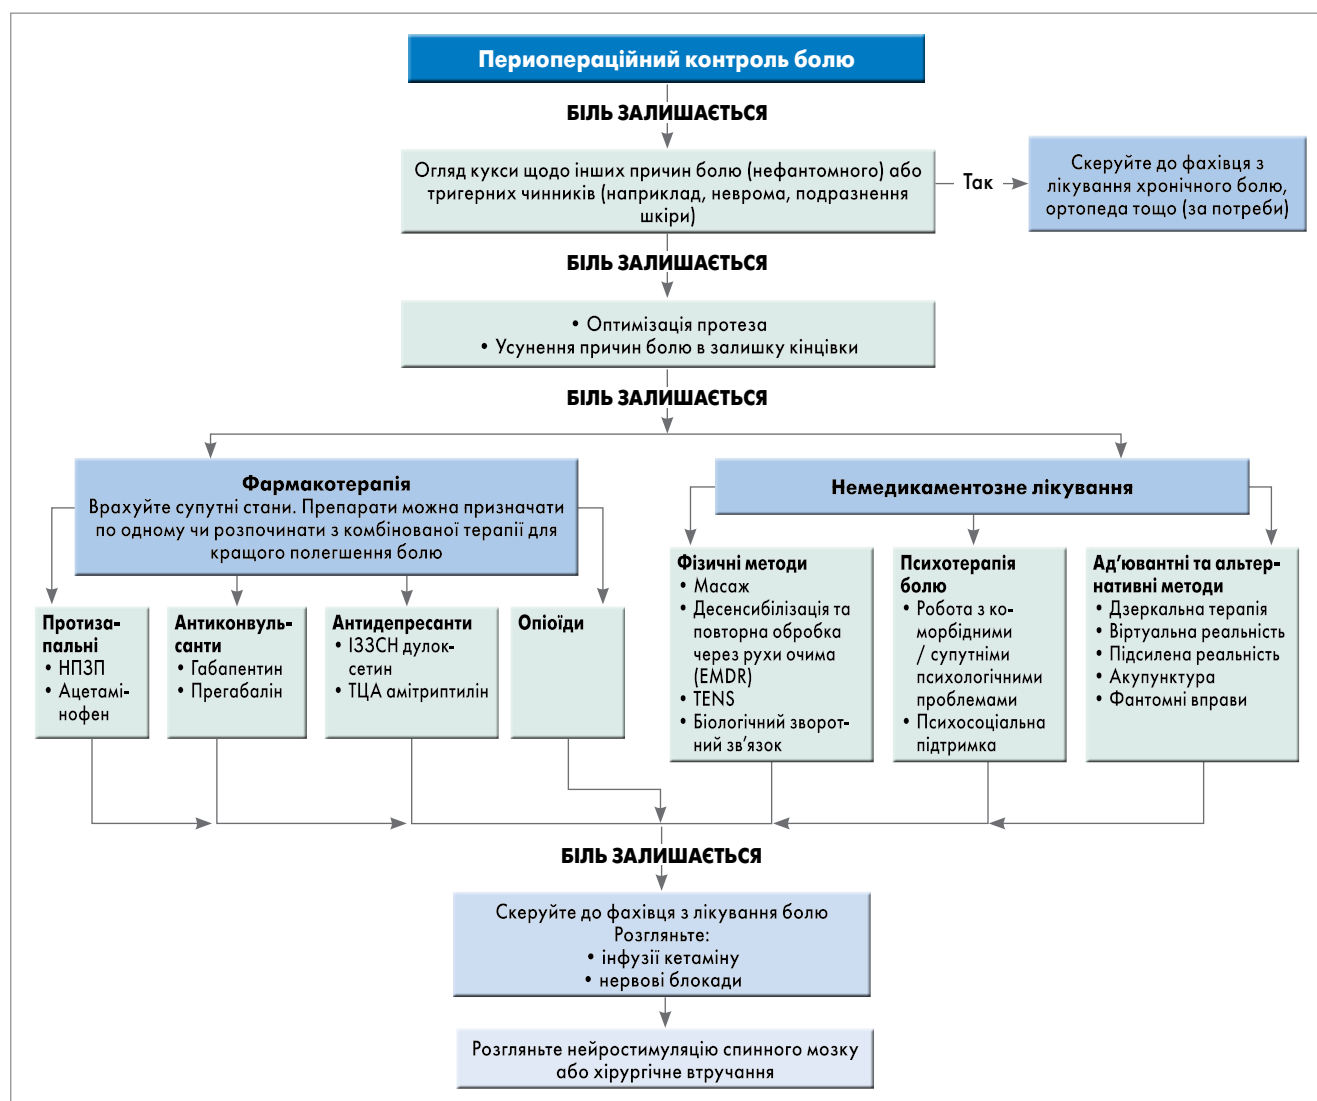 Периопераційний контроль болю
БІЛЬ ЗАЛИШАЄТЬСЯ
Огляд кукси щодо інших причин болю (нефантомного) або
тригерних чинників (наприклад, неврома, подразнення
шкіри)
Так
Скеруйте до фахівця з
лікування хронічного болю,
ортопеда тощо (за потреби)
БІЛЬ ЗАЛИШАЄТЬСЯ
• Оптимізація протеза
• Усунення причин болю в залишку кінцівки
БІЛЬ ЗАЛИШАЄТЬСЯ
Фармакотерапія
Врахуйте супутні стани. Препарати можна призначати
по одному чи розпочинати з комбінованої терапії для
кращого полегшення болю
Немедикаментозне лікування
Протиза-
пальні
• НПЗП
• Ацетамі-
нофен
Антиконвуль-
санти
• Габапентин
• Прегабалін
Антидепресанти
• ІЗЗСН дулок-
сетин
• ТЦА амітриптилін
Опіоїди
Фізичні методи
• Масаж
• Десенсибілізація та
повторна обробка
через рухи очима
(EMDR)
• TENS
• Біологічний зворот-
ний зв’язок
Психотерапія
болю
• Робота з ко-
морбідними
/ супутніми
психологічними
проблемами
• Психосоціальна
підтримка
Ад’ювантні та альтер-
нативні методи
• Дзеркальна терапія
• Віртуальна реальність
• Підсилена реальність
• Акупунктура
• Фантомні вправи
БІЛЬ ЗАЛИШАЄТЬСЯ
Скеруйте до фахівця з лікування болю
Розгляньте:
• інфузії кетаміну
• нервові блокади
Розгляньте нейростимуляцію спинного мозку
або хірургічне втручання